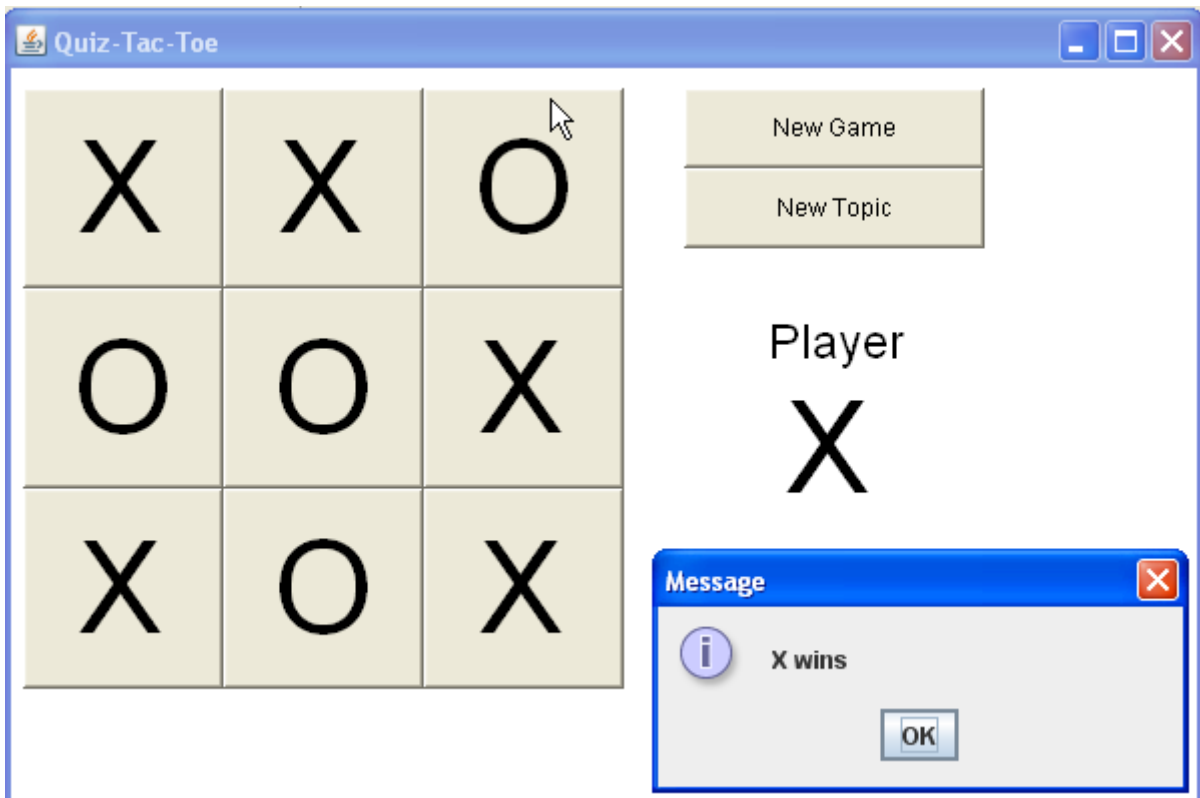 Quiz-Tac-Toe
X X O
O O X
X O X
New Game
New Topic
Player
X
Message
i
X wins
OK